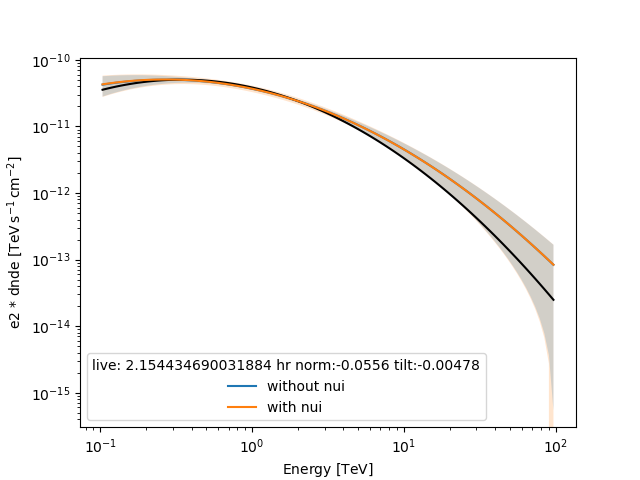 10⁻¹⁰
10⁻¹¹
10⁻¹²
10⁻¹³
10⁻¹⁴
10⁻¹⁵
e2 * dnde [TeV s⁻¹ cm⁻²]
live: 2.154434690031884 hr norm:-0.0556 tilt:-0.00478
without nui
with nui
10⁻¹ 10⁰ 10¹ 10²
Energy [TeV]